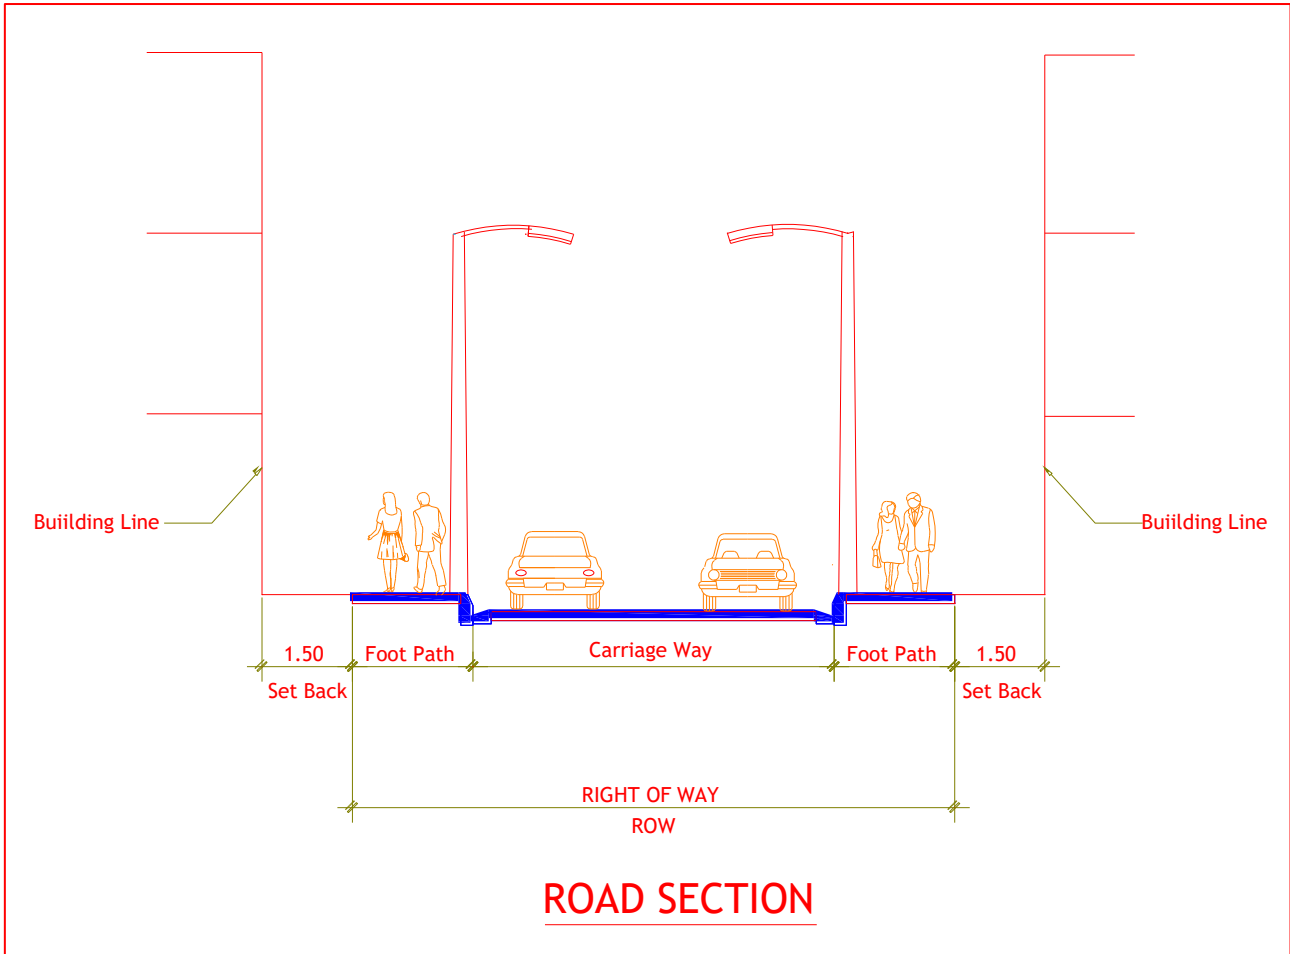 Buiilding Line
Buiilding Line
1.50
Foot Path
Carriage Way
Foot Path
1.50
Set Back
Set Back
RIGHT OF WAY
ROW
ROAD SECTION